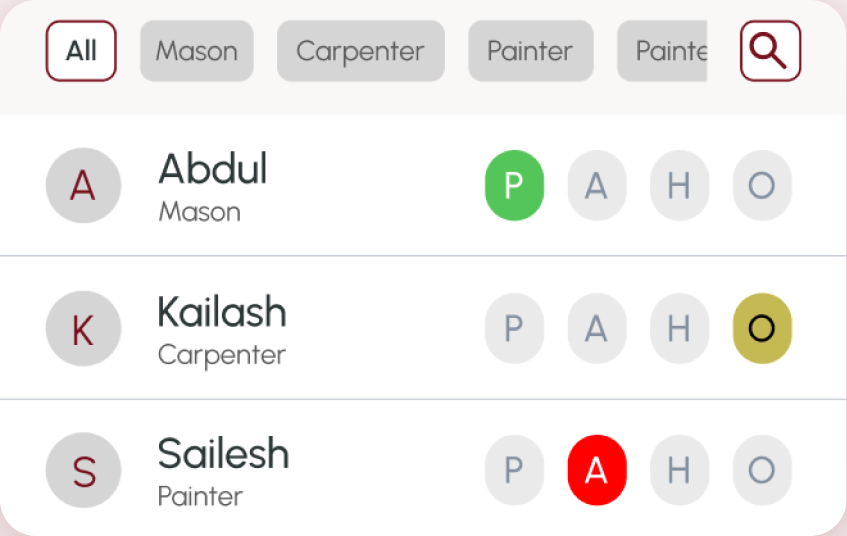 All Mason Carpenter Painter Painte
A Abdul P A H O
Mason
K Kailash P A H O
Carpenter
S Sailesh P A H O
Painter